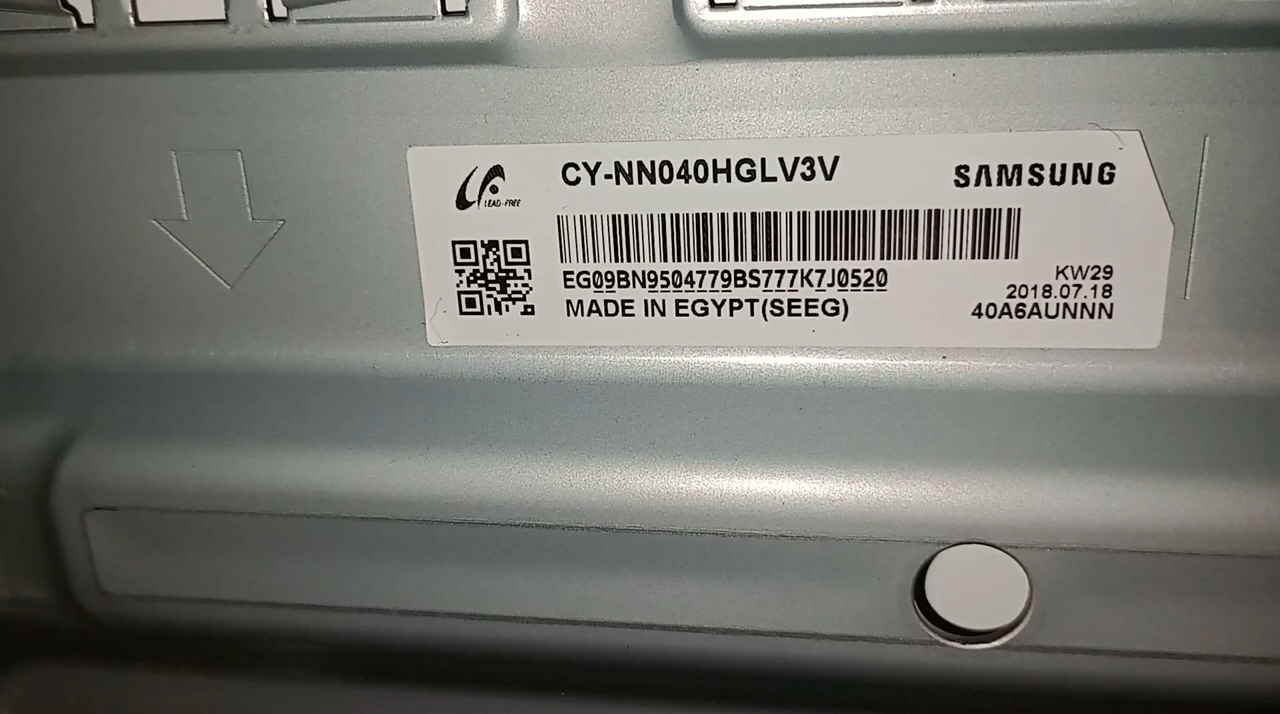 LEAD-FREE
CY-NN040HGLV3V
SAMSUNG
EG09BN9504779BS777K7J0520
MADE IN EGYPT(SEEG)
KW29
2018.07.18
40A6AUNNN